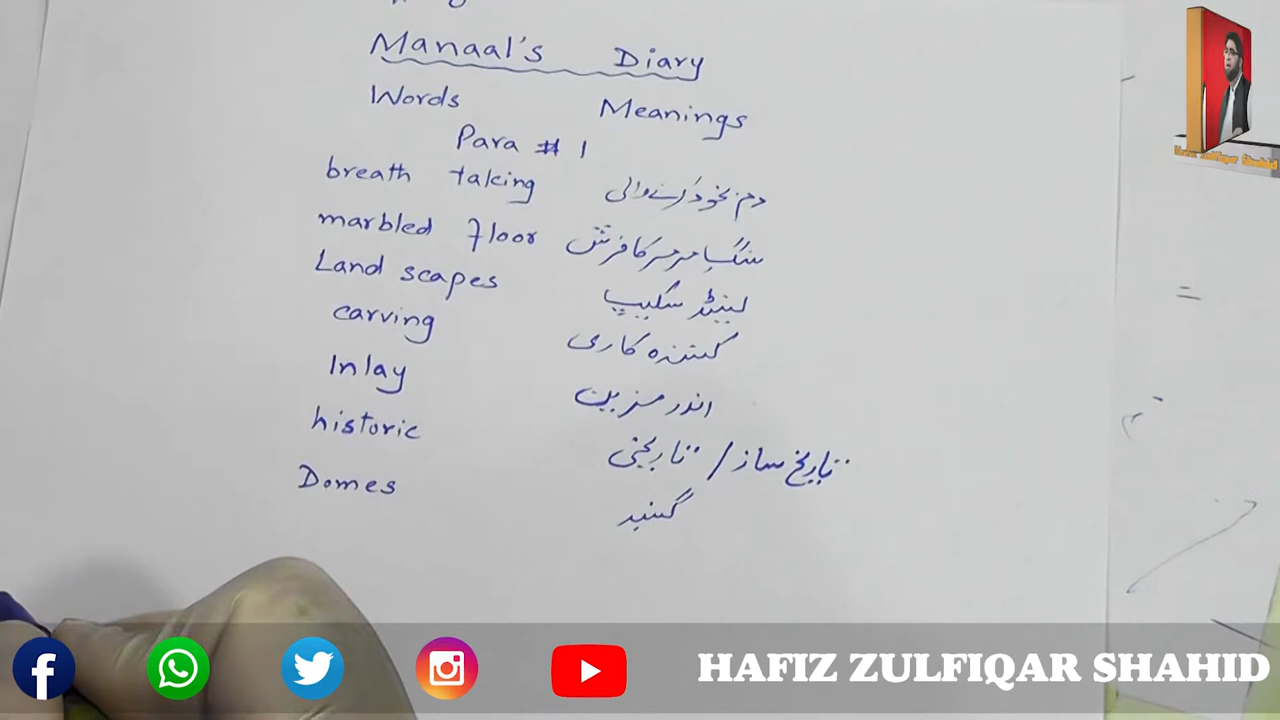 Manaal's Diary
Words Meanings
Para # 1
breath taking دم بخود کرنے والی
marbled floor سنگِ مرمر کا فرش
Land scapes لینڈ سکیپ
carving کندہ کاری
Inlay اندر مزین
historic تاریخ ساز / تاریخی
Domes گنبد
HAFIZ ZULFIQAR SHAHID